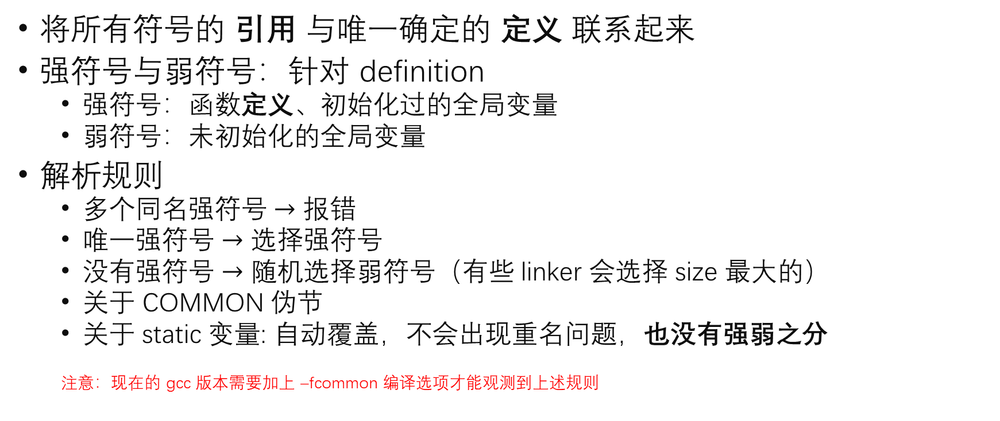 • 将所有符号的 引用 与唯一确定的 定义 联系起来
• 强符号与弱符号：针对 definition
• 强符号：函数定义、初始化过的全局变量
• 弱符号：未初始化的全局变量
• 解析规则
• 多个同名强符号 → 报错
• 唯一强符号 → 选择强符号
• 没有强符号 → 随机选择弱符号（有些 linker 会选择 size 最大的）
• 关于 COMMON 伪节
• 关于 static 变量: 自动覆盖，不会出现重名问题，也没有强弱之分
注意：现在的 gcc 版本需要加上 –fcommon 编译选项才能观测到上述规则